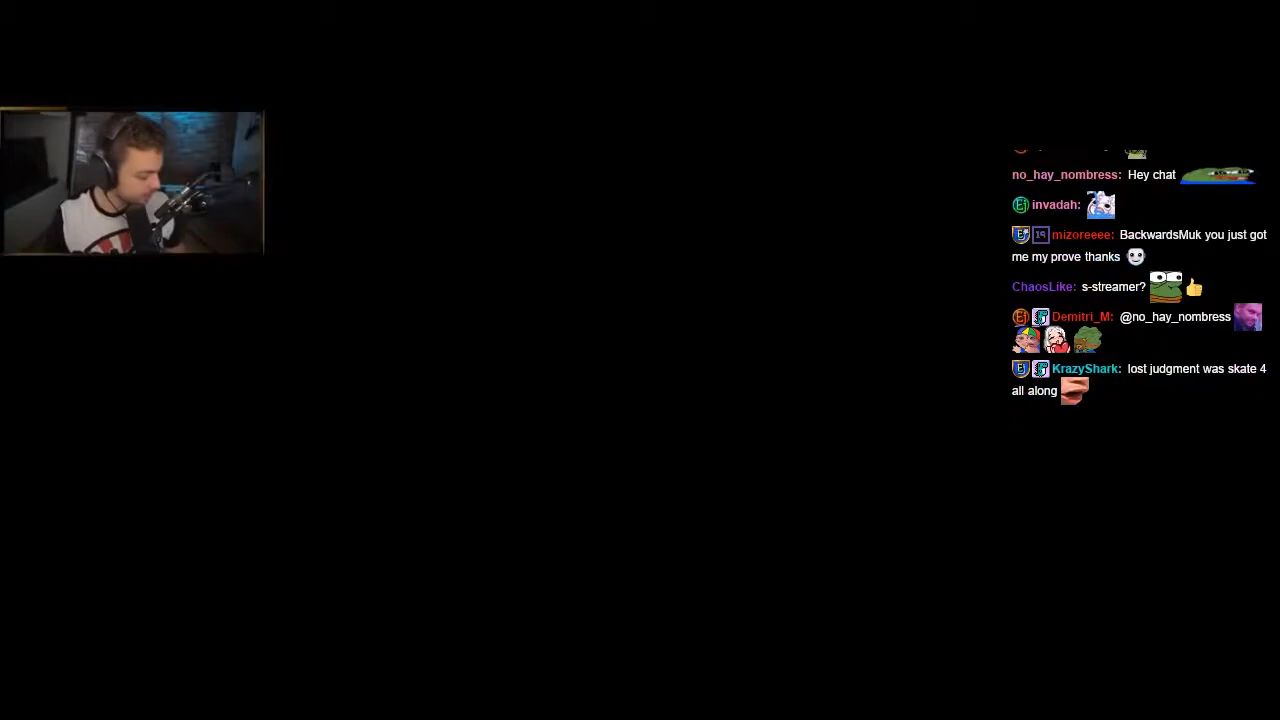 no_hay_nombress: Hey chat
invadah:
mizoreeee: BackwardsMuk you just got
me my prove thanks
ChaosLike: s-streamer?
Demitri_M: @no_hay_nombress
KrazyShark: lost judgment was skate 4
all along